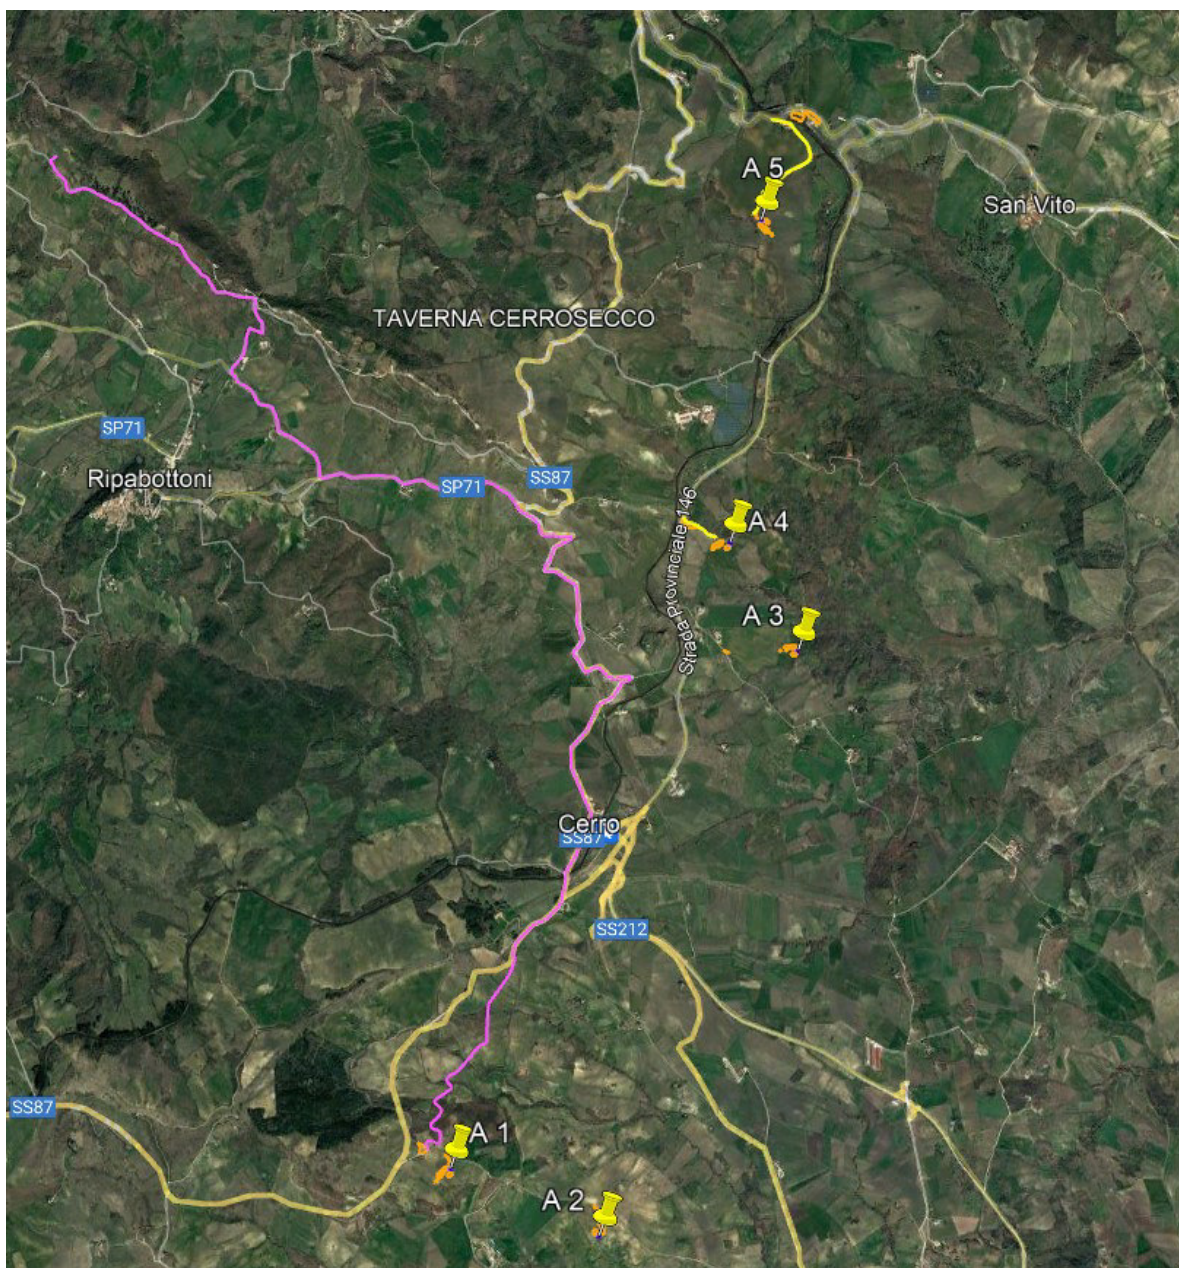 A 5
San Vito
TAVERNA CERROSECCO
SP71
Ripabottoni
SS87
SP71
Strada Provinciale 146
A 4
A 3
Cerro
SS87
SS212
SS87
A 1
A 2